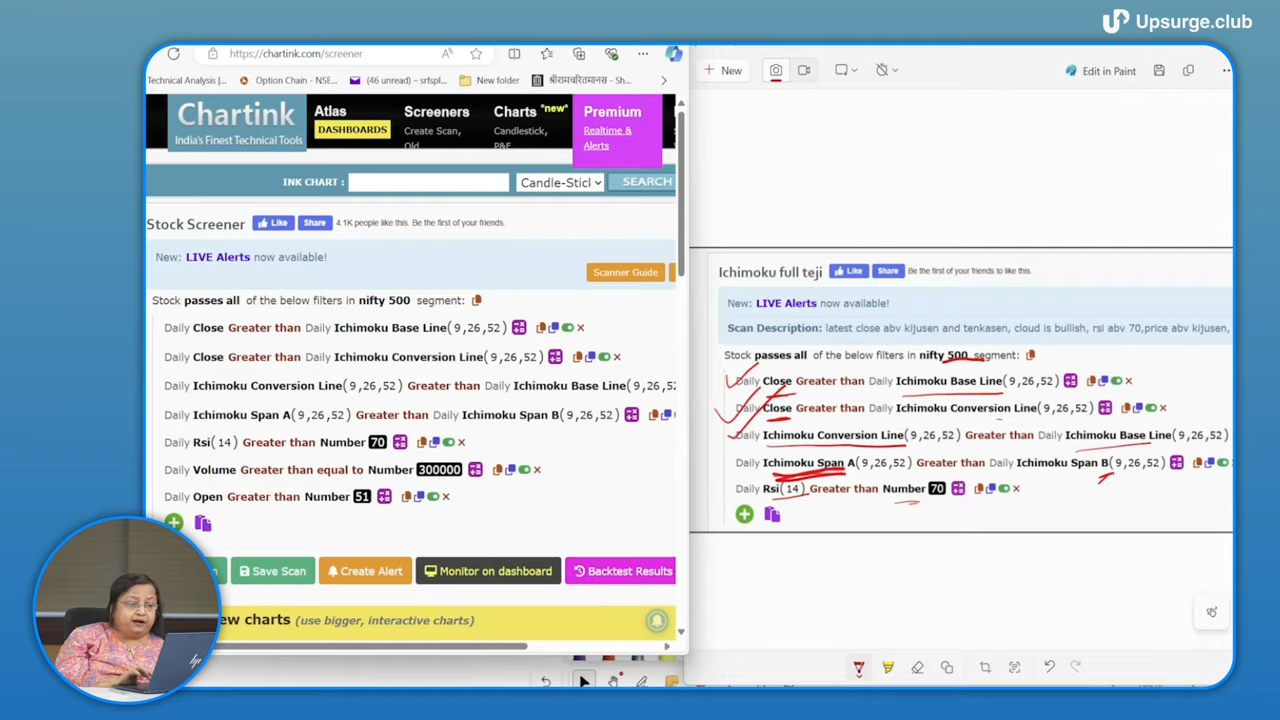 Upsurge.club
https://chartink.com/screener
Technical Analysis |...
Option Chain - NSE...
(46 unread) – srfspl...
New folder
श्रीरामचरितमानस - Sh...
Chartink
India's Finest Technical Tools
Atlas
DASHBOARDS
Screeners
Create Scan,
Old
Charts *new*
Candlestick,
P&F
Premium
Realtime &
Alerts
INK CHART :
Candle-Stick
SEARCH
Stock Screener
Like
Share
4.1K people like this. Be the first of your friends.
New: LIVE Alerts now available!
Scanner Guide
Stock passes all of the below filters in nifty 500 segment:
Daily Close Greater than Daily Ichimoku Base Line(9,26,52)
Daily Close Greater than Daily Ichimoku Conversion Line(9,26,52)
Daily Ichimoku Conversion Line(9,26,52) Greater than Daily Ichimoku Base Line(9,26,52
Daily Ichimoku Span A(9,26,52) Greater than Daily Ichimoku Span B(9,26,52)
Daily Rsi(14) Greater than Number 70
Daily Volume Greater than equal to Number 300000
Daily Open Greater than Number 51
Save Scan
Create Alert
Monitor on dashboard
Backtest Results
ew charts (use bigger, interactive charts)
New
Edit in Paint
Ichimoku full teji
Like
Share
Be the first of your friends to like this.
New: LIVE Alerts now available!
Scan Description: latest close abv kijusen and tenkasen, cloud is bullish, rsi abv 70,price abv kijusen,
Stock passes all of the below filters in nifty 500 segment:
Daily Close Greater than Daily Ichimoku Base Line(9,26,52)
Daily Close Greater than Daily Ichimoku Conversion Line(9,26,52)
Daily Ichimoku Conversion Line(9,26,52) Greater than Daily Ichimoku Base Line(9,26,52)
Daily Ichimoku Span A(9,26,52) Greater than Daily Ichimoku Span B(9,26,52)
Daily Rsi(14) Greater than Number 70
hp